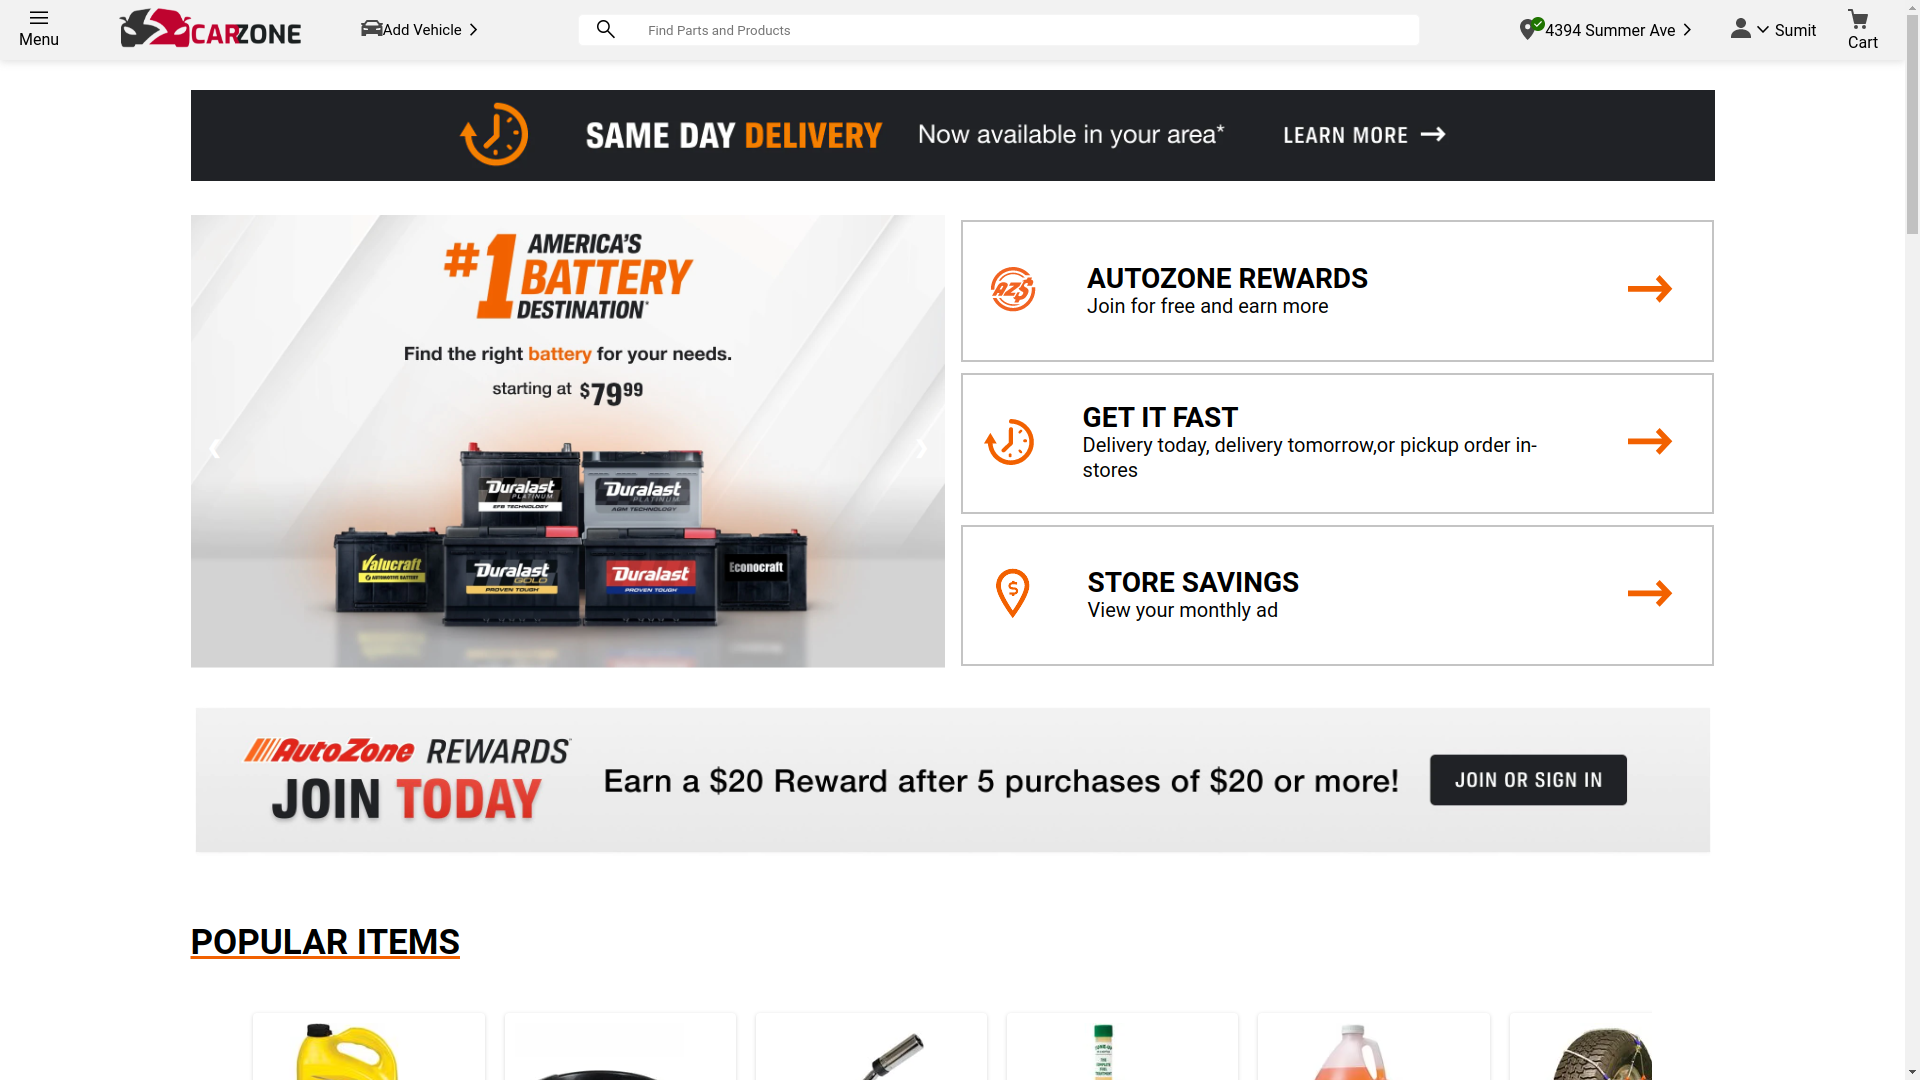 Menu
CARZONE
Add Vehicle
Find Parts and Products
4394 Summer Ave
Sumit
Cart
SAME DAY DELIVERY Now available in your area* LEARN MORE
#1 AMERICA'S
BATTERY
DESTINATION*
Find the right battery for your needs.
starting at $79⁹⁹
Duralast
PLATINUM
EFB TECHNOLOGY
Duralast
PLATINUM
AGM TECHNOLOGY
Valucraft
AUTOMOTIVE BATTERY
Duralast
GOLD
PROVEN TOUGH
Duralast
PROVEN TOUGH
Econocraft
AZ$
AUTOZONE REWARDS
Join for free and earn more
GET IT FAST
Delivery today, delivery tomorrow,or pickup order in-
stores
$
STORE SAVINGS
View your monthly ad
AutoZone REWARDS
JOIN TODAY
Earn a $20 Reward after 5 purchases of $20 or more!
JOIN OR SIGN IN
POPULAR ITEMS